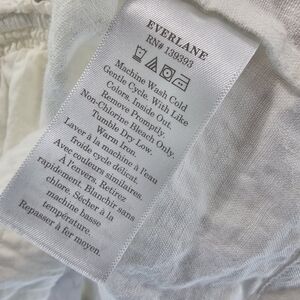 EVERLANE
RN# 139393
Machine Wash Cold
Gentle Cycle. With Like
Colors. Inside Out.
Remove Promptly.
Non-Chlorine Bleach Only.
Tumble Dry Low.
Warm Iron.
Laver à la machine à l'eau
froide cycle délicat.
Avec couleurs similaires.
A l'envers. Retirez
rapidement. Blanchir sans
chlore. Sécher à la
machine basse
température.
Repasser à fer moyen.